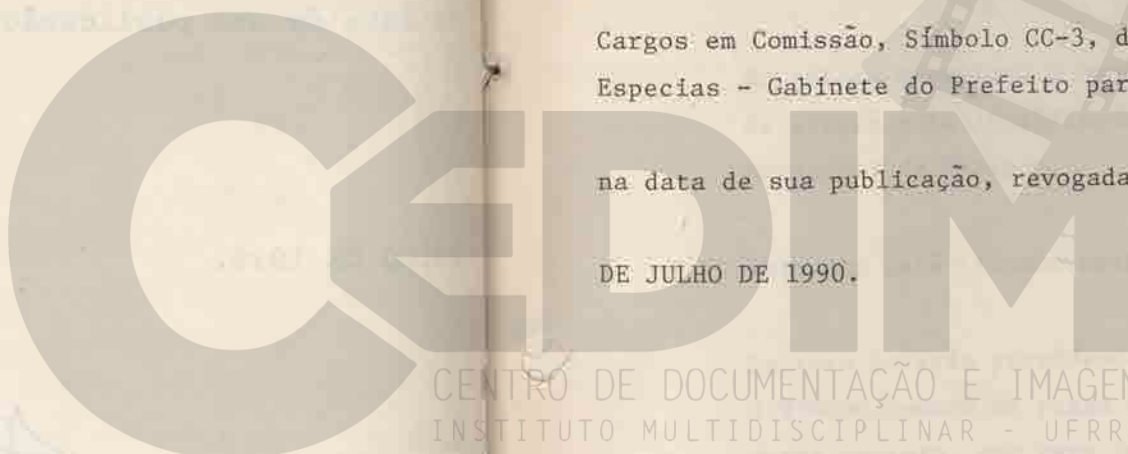 Cargos em Comissão, Símbolo CC-3, d
Especias - Gabinete do Prefeito par
na data de sua publicação, revogada
DE JULHO DE 1990.
CEDIM
CENTRO DE DOCUMENTAÇÃO E IMAGEN
INSTITUTO MULTIDISCIPLINAR - UFRR